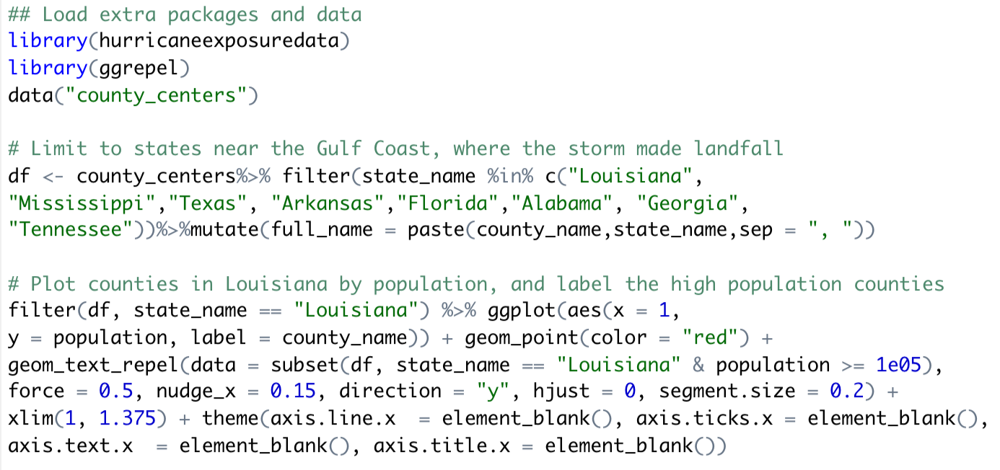 ## Load extra packages and data
library(hurricaneexposuredata)
library(ggrepel)
data("county_centers")

# Limit to states near the Gulf Coast, where the storm made landfall
df <- county_centers%>% filter(state_name %in% c("Louisiana",
"Mississippi","Texas", "Arkansas","Florida","Alabama", "Georgia",
"Tennessee"))%>%mutate(full_name = paste(county_name,state_name,sep = ", "))

# Plot counties in Louisiana by population, and label the high population counties
filter(df, state_name == "Louisiana") %>% ggplot(aes(x = 1,
y = population, label = county_name)) + geom_point(color = "red") +
geom_text_repel(data = subset(df, state_name == "Louisiana" & population >= 1e05),
force = 0.5, nudge_x = 0.15, direction = "y", hjust = 0, segment.size = 0.2) +
xlim(1, 1.375) + theme(axis.line.x  = element_blank(), axis.ticks.x = element_blank(),
axis.text.x  = element_blank(), axis.title.x = element_blank())